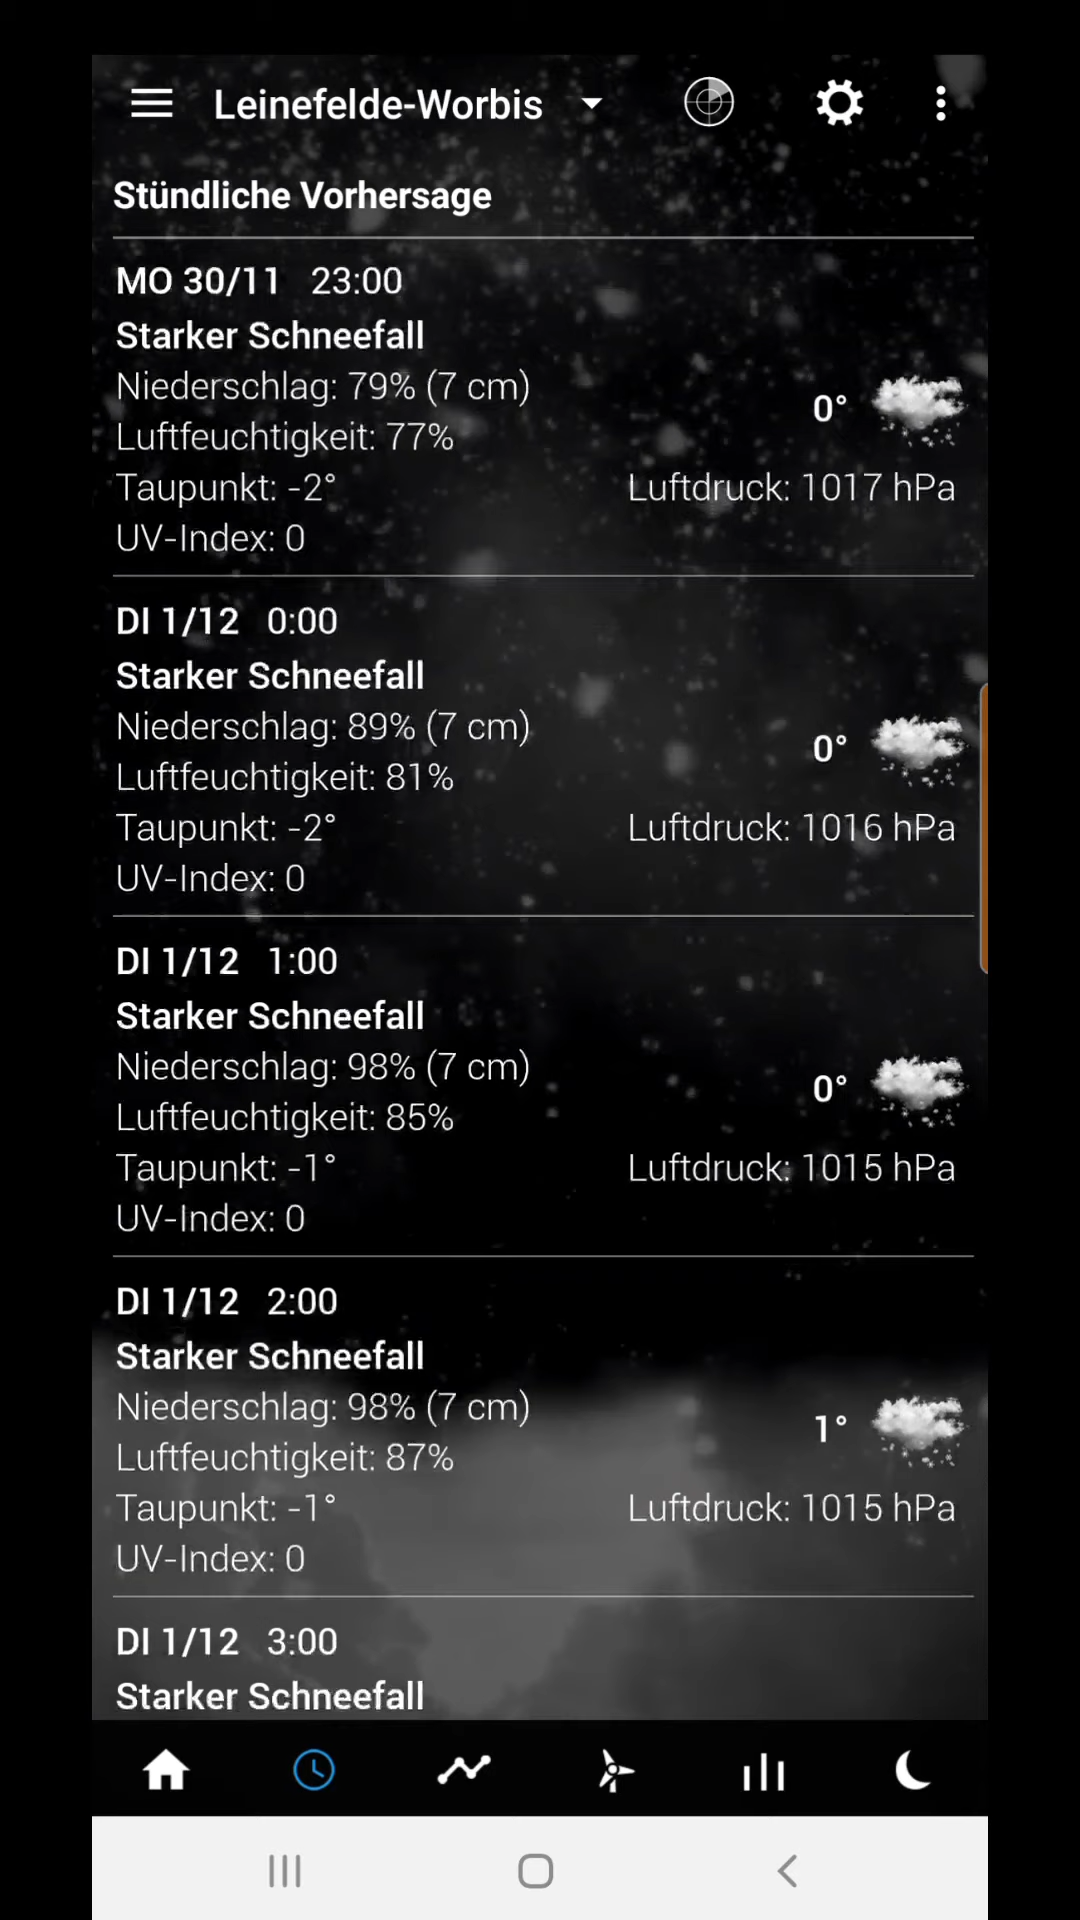 Leinefelde-Worbis
Stündliche Vorhersage
MO 30/11 23:00
Starker Schneefall
Niederschlag: 79% (7 cm)
0°
Luftfeuchtigkeit: 77%
Taupunkt: -2°
Luftdruck: 1017 hPa
UV-Index: 0
DI 1/12 0:00
Starker Schneefall
Niederschlag: 89% (7 cm)
0°
Luftfeuchtigkeit: 81%
Taupunkt: -2°
Luftdruck: 1016 hPa
UV-Index: 0
DI 1/12 1:00
Starker Schneefall
Niederschlag: 98% (7 cm)
0°
Luftfeuchtigkeit: 85%
Taupunkt: -1°
Luftdruck: 1015 hPa
UV-Index: 0
DI 1/12 2:00
Starker Schneefall
Niederschlag: 98% (7 cm)
1°
Luftfeuchtigkeit: 87%
Taupunkt: -1°
Luftdruck: 1015 hPa
UV-Index: 0
DI 1/12 3:00
Starker Schneefall